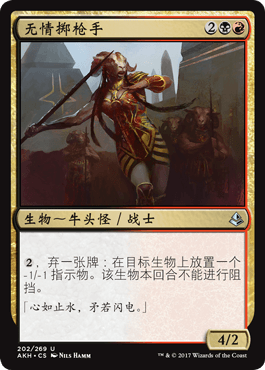 无情掷枪手 2
生物～牛头怪／战士
2，弃一张牌：在目标生物上放置一个
-1/-1 指示物。该生物本回合不能进行阻
挡。
「心如止水，矛若闪电。」
4/2
202/269 U
AKH • CS Nils Hamm
™ & © 2017 Wizards of the Coast